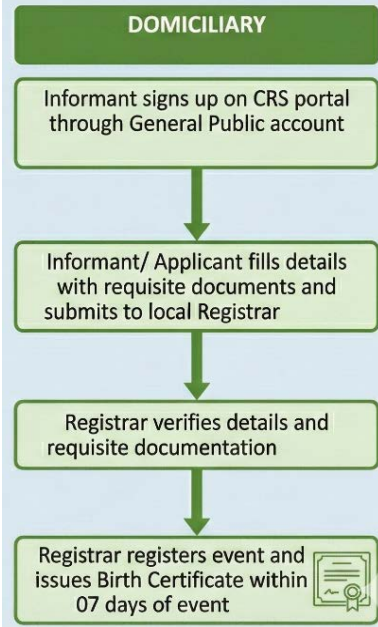 DOMICILIARY
Informant signs up on CRS portal
through General Public account
Informant/ Applicant fills details
with requisite documents and
submits to local Registrar
Registrar verifies details and
requisite documentation
Registrar registers event and
issues Birth Certificate within
07 days of event